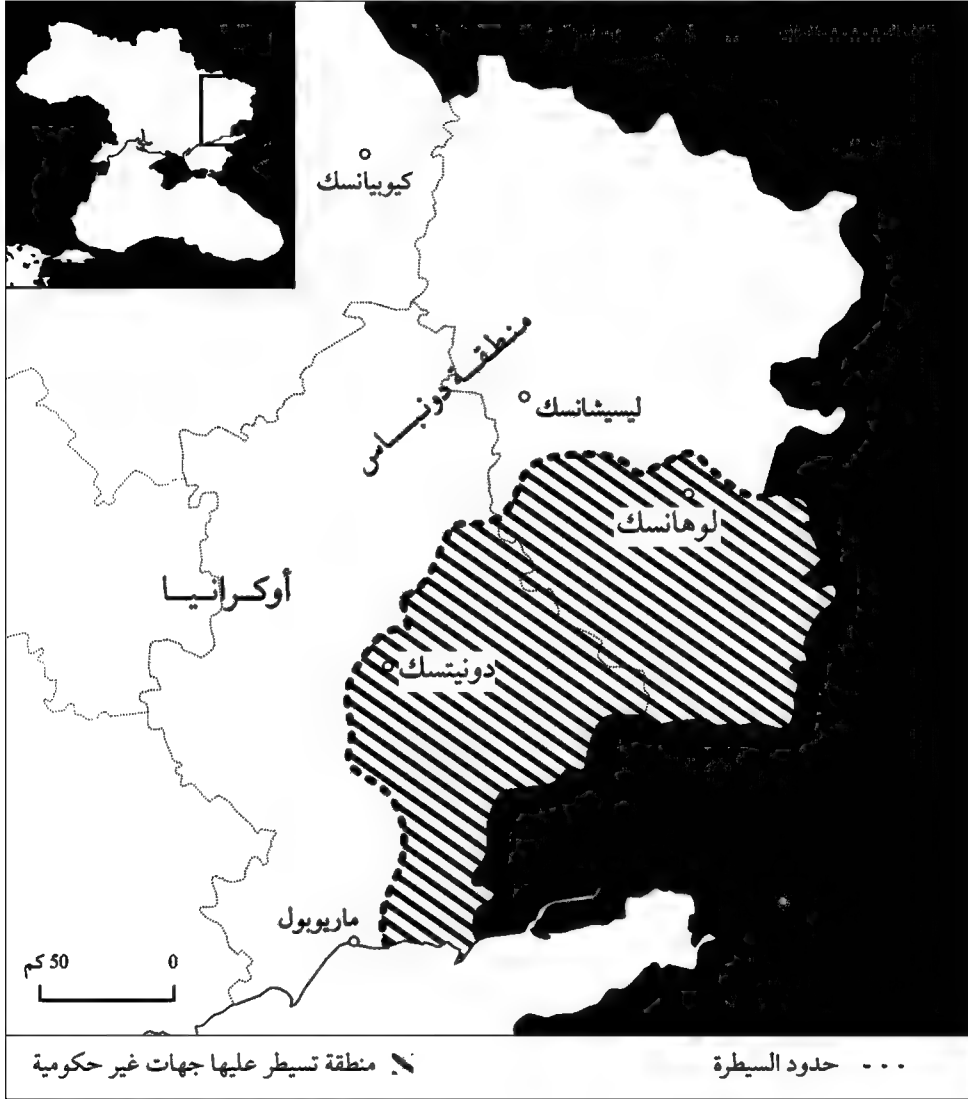 كيوبيانسك
منطقة دونباس
ليسيشانسك
لوهانسك
أوكرانيا
دونيتسك
ماريوبول
0
50 كم
حدود السيطرة
منطقة تسيطر عليها جهات غير حكومية